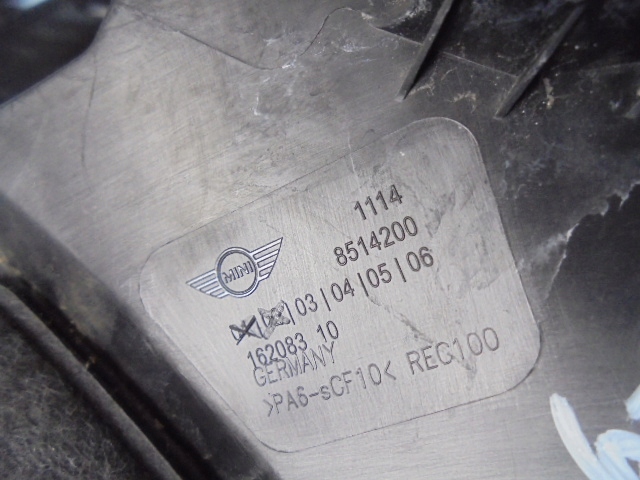 1114
MINI
8514200
|03|04|05|06
162083 10
GERMANY
>PA6-sCF10< REC100